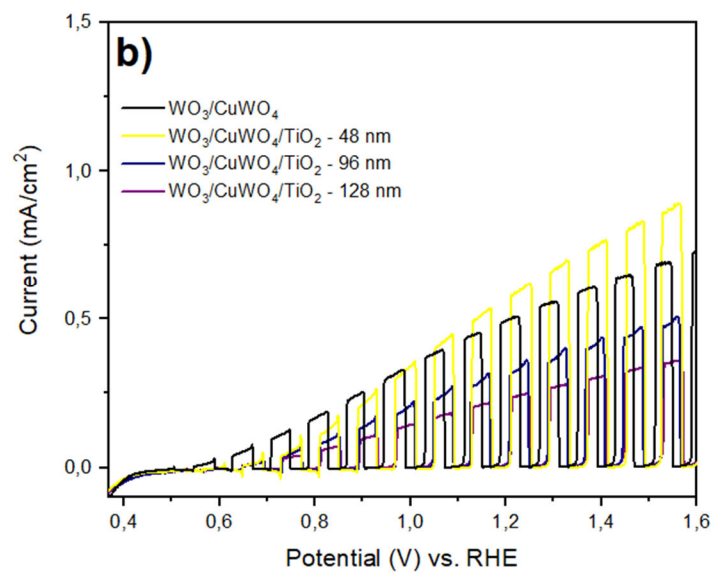 b)
WO₃/CuWO₄
WO₃/CuWO₄/TiO₂ - 48 nm
WO₃/CuWO₄/TiO₂ - 96 nm
WO₃/CuWO₄/TiO₂ - 128 nm
Current (mA/cm²)
1,5
1,0
0,5
0,0
0,4 0,6 0,8 1,0 1,2 1,4 1,6
Potential (V) vs. RHE